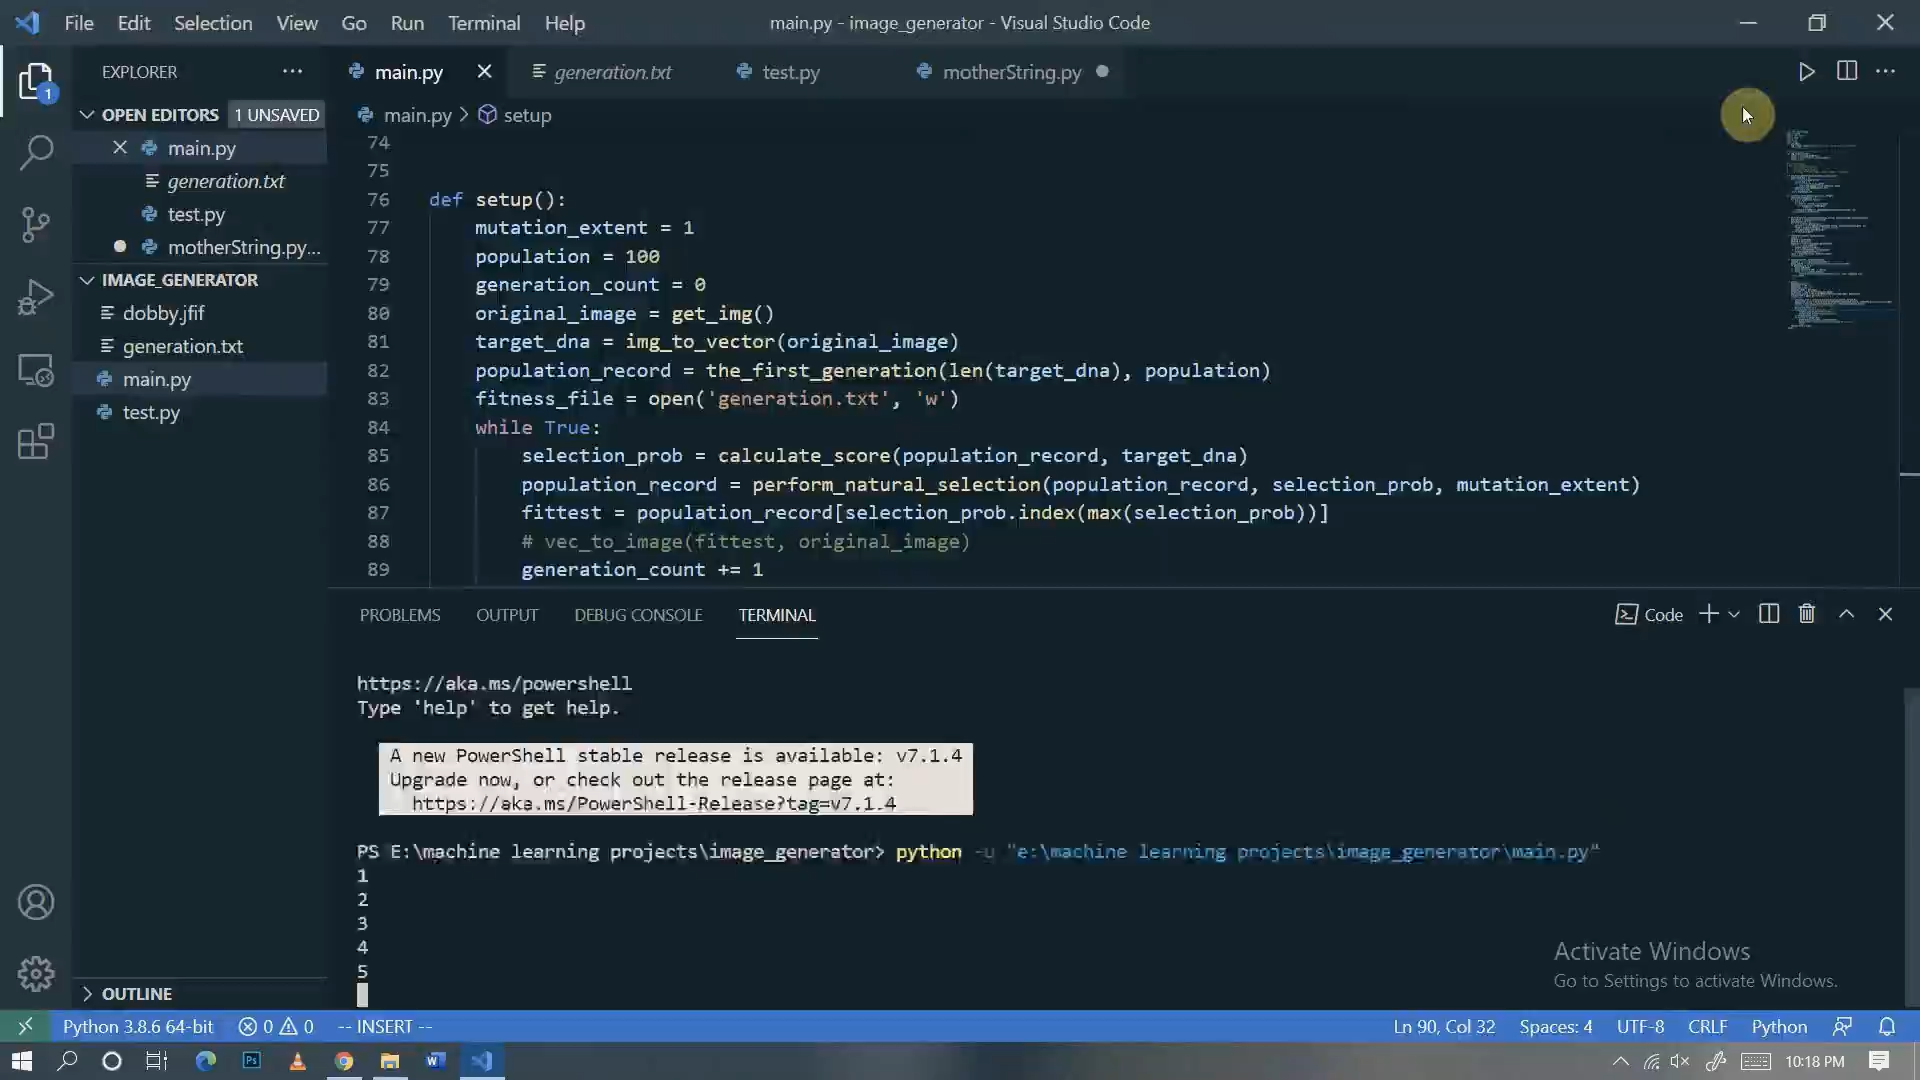 File Edit Selection View Go Run Terminal Help main.py - image_generator - Visual Studio Code
EXPLORER
main.py generation.txt test.py motherString.py
OPEN EDITORS 1 UNSAVED
main.py
generation.txt
test.py
motherString.py...
IMAGE_GENERATOR
dobby.jfif
generation.txt
main.py
test.py
OUTLINE
1
main.py > setup
74
75
76 def setup():
77 mutation_extent = 1
78 population = 100
79 generation_count = 0
80 original_image = get_img()
81 target_dna = img_to_vector(original_image)
82 population_record = the_first_generation(len(target_dna), population)
83 fitness_file = open('generation.txt', 'w')
84 while True:
85 selection_prob = calculate_score(population_record, target_dna)
86 population_record = perform_natural_selection(population_record, selection_prob, mutation_extent)
87 fittest = population_record[selection_prob.index(max(selection_prob))]
88 # vec_to_image(fittest, original_image)
89 generation_count += 1
PROBLEMS OUTPUT DEBUG CONSOLE TERMINAL Code
https://aka.ms/powershell
Type 'help' to get help.
A new PowerShell stable release is available: v7.1.4
Upgrade now, or check out the release page at:
https://aka.ms/PowerShell-Release?tag=v7.1.4
PS E:\machine learning projects\image_generator> python -u "e:\machine learning projects\image_generator\main.py"
1
2
3
4
5
Activate Windows
Go to Settings to activate Windows.
Python 3.8.6 64-bit 0 0 -- INSERT -- Ln 90, Col 32 Spaces: 4 UTF-8 CRLF Python
10:18 PM